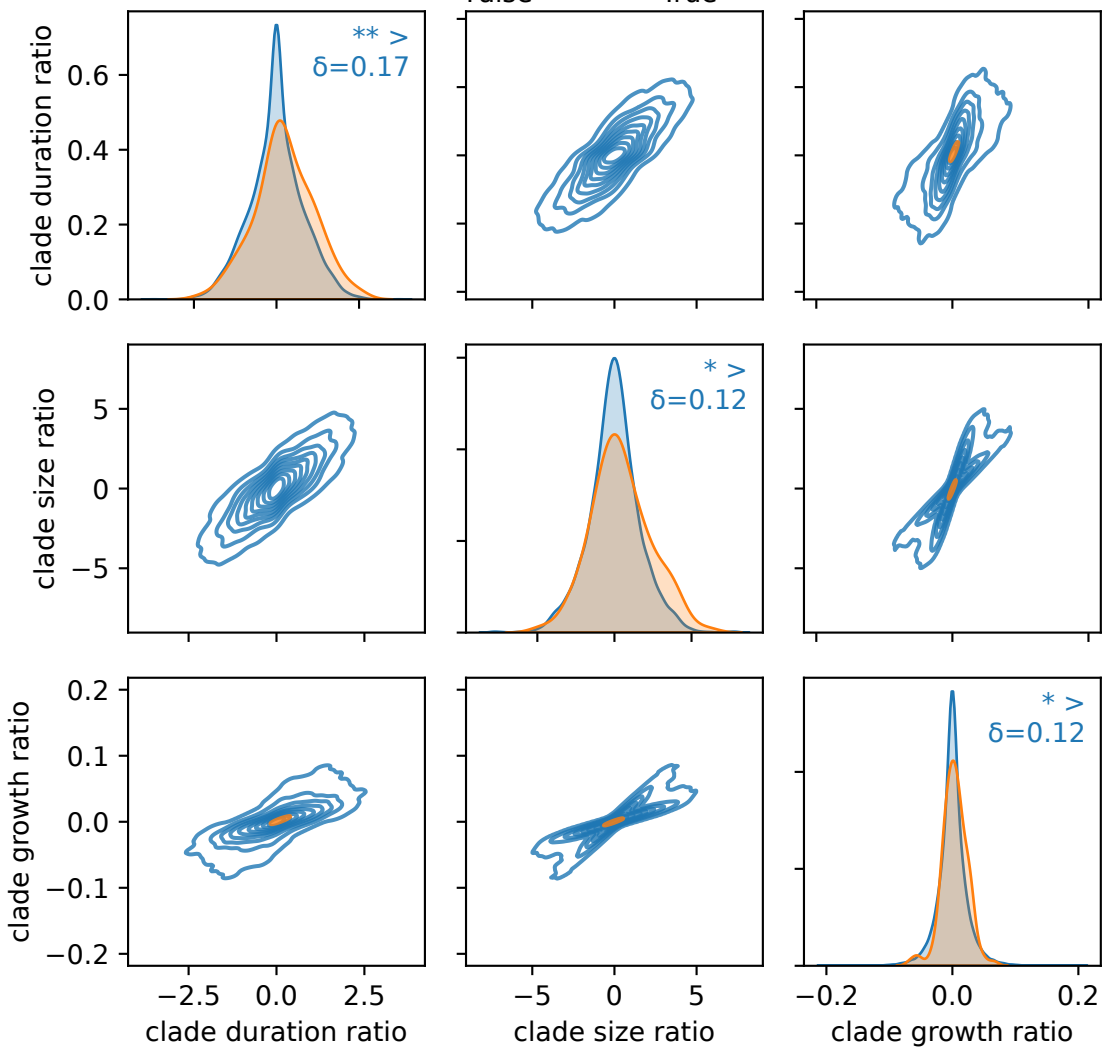 True
clade duration ratio
0.6
0.4
0.2
0.0
** >
δ=0.17
clade size ratio
5
0
−5
* >
δ=0.12
clade growth ratio
0.2
0.1
0.0
−0.1
−0.2
* >
δ=0.12
−2.5 0.0 2.5
−5 0 5
−0.2 0.0 0.2
clade duration ratio
clade size ratio
clade growth ratio